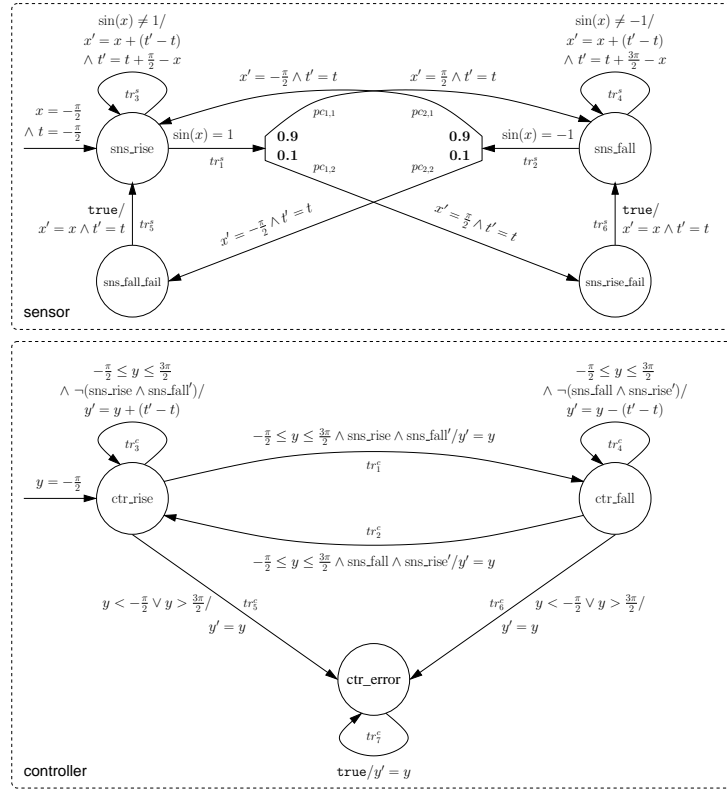 sin(x) ≠ 1/
x′ = x + (t′ − t)
∧ t′ = t + π/2 − x
tr₃ˢ
x = −π/2
∧ t = −π/2
sns_rise
sin(x) = 1
tr₁ˢ
x′ = −π/2 ∧ t′ = t
x′ = π/2 ∧ t′ = t
pc₁,₁
pc₂,₁
0.9
0.1
0.9
0.1
pc₁,₂
pc₂,₂
sin(x) ≠ −1/
x′ = x + (t′ − t)
∧ t′ = t + 3π/2 − x
tr₄ˢ
sin(x) = −1
tr₂ˢ
sns_fall
true/
x′ = x ∧ t′ = t
tr₅ˢ
x′ = −π/2 ∧ t′ = t
x′ = π/2 ∧ t′ = t
tr₆ˢ
true/
x′ = x ∧ t′ = t
sns_fall_fail
sns_rise_fail
sensor
−π/2 ≤ y ≤ 3π/2
∧ ¬(sns_rise ∧ sns_fall′)/
y′ = y + (t′ − t)
tr₃ᶜ
−π/2 ≤ y ≤ 3π/2
∧ ¬(sns_fall ∧ sns_rise′)/
y′ = y − (t′ − t)
tr₄ᶜ
−π/2 ≤ y ≤ 3π/2 ∧ sns_rise ∧ sns_fall′/y′ = y
tr₁ᶜ
y = −π/2
ctr_rise
ctr_fall
tr₂ᶜ
−π/2 ≤ y ≤ 3π/2 ∧ sns_fall ∧ sns_rise′/y′ = y
y < −π/2 ∨ y > 3π/2/
y′ = y
tr₅ᶜ
tr₆ᶜ
y < −π/2 ∨ y > 3π/2/
y′ = y
ctr_error
tr₇ᶜ
true/y′ = y
controller